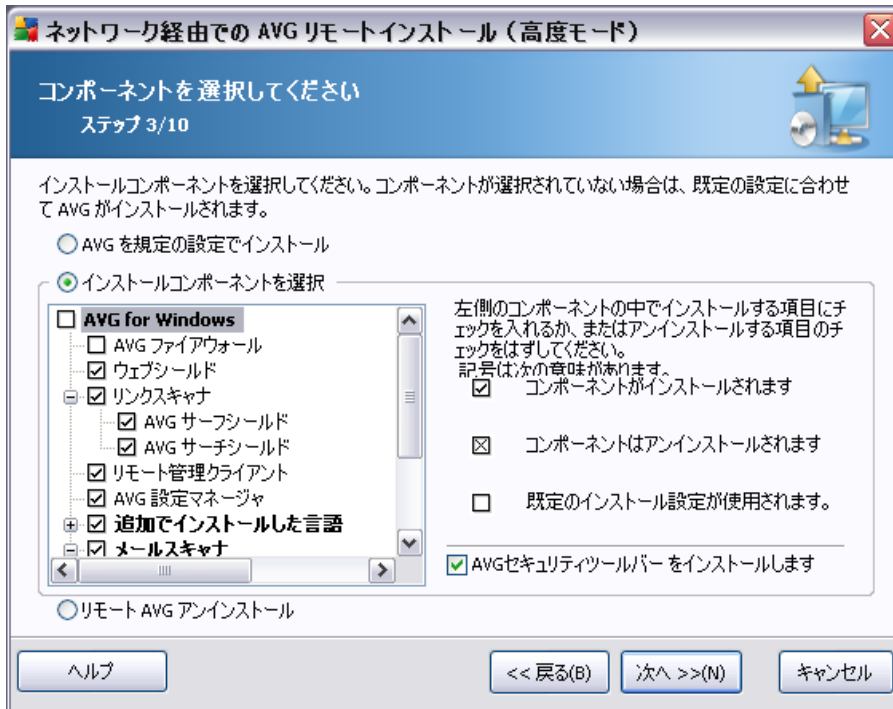 ネットワーク経由での AVG リモートインストール（高度モード）
コンポーネントを選択してください
ステップ 3/10
インストールコンポーネントを選択してください。コンポーネントが選択されていない場合は、既定の設定に合わせ
て AVG がインストールされます。
AVG を規定の設定でインストール
インストールコンポーネントを選択
AVG for Windows
AVG ファイアウォール
ウェブシールド
リンクスキャナ
AVG サーフシールド
AVG サーチシールド
リモート管理クライアント
AVG 設定マネージャ
追加でインストールした言語
メールスキャナ
左側のコンポーネントの中でインストールする項目にチ
ェックを入れるか、またはアンインストールする項目のチ
ェックをはずしてください。
記号は次の意味があります。
コンポーネントがインストールされます
コンポーネントはアンインストールされます
既定のインストール設定が使用されます。
AVGセキュリティツールバー をインストールします
リモート AVG アンインストール
ヘルプ
<< 戻る(B)
次へ >>(N)
キャンセル